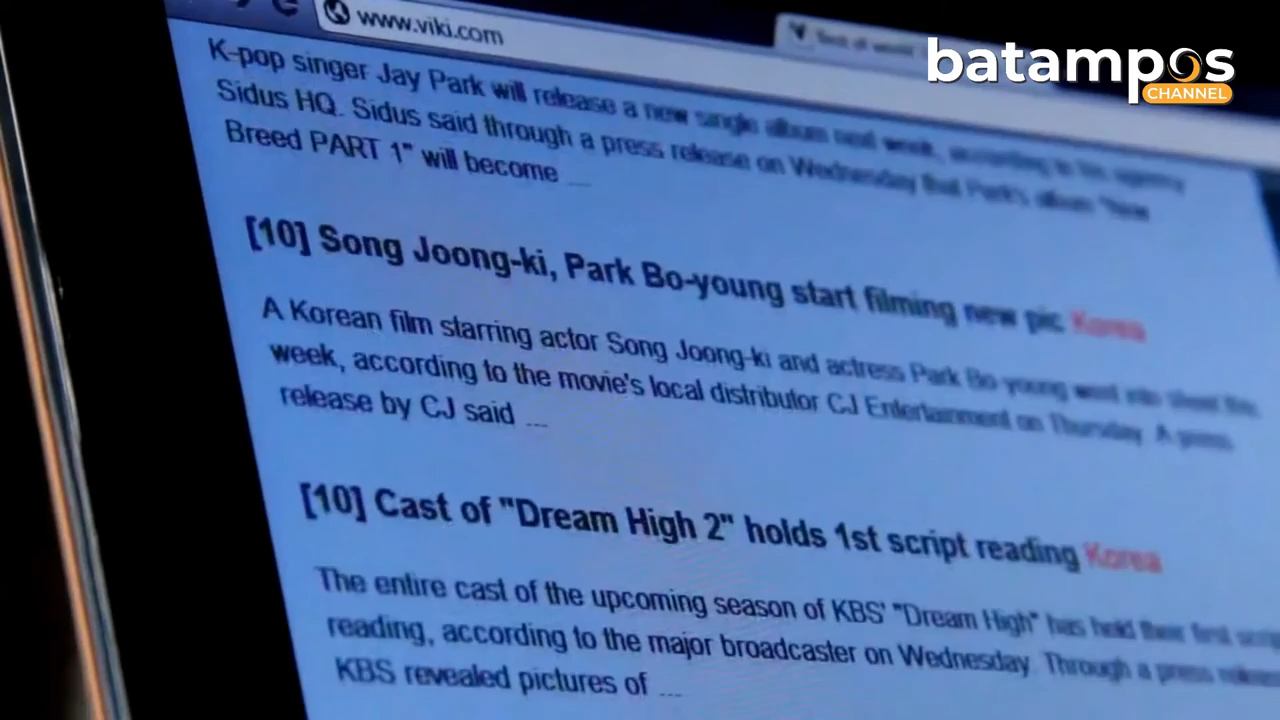 www.viki.com
batampos
CHANNEL
K-pop singer Jay Park will release a new single album next week, according to his agency
Sidus HQ. Sidus said through a press release on Wednesday that Park's album "New
Breed PART 1" will become ...
[10] Song Joong-ki, Park Bo-young start filming new pic Korea
A Korean film starring actor Song Joong-ki and actress Park Bo-young went into shoot this
week, according to the movie's local distributor CJ Entertainment on Thursday. A press
release by CJ said ...
[10] Cast of "Dream High 2" holds 1st script reading Korea
The entire cast of the upcoming season of KBS' "Dream High" has held their first
reading, according to the major broadcaster on Wednesday. Through a press
KBS revealed pictures of ...